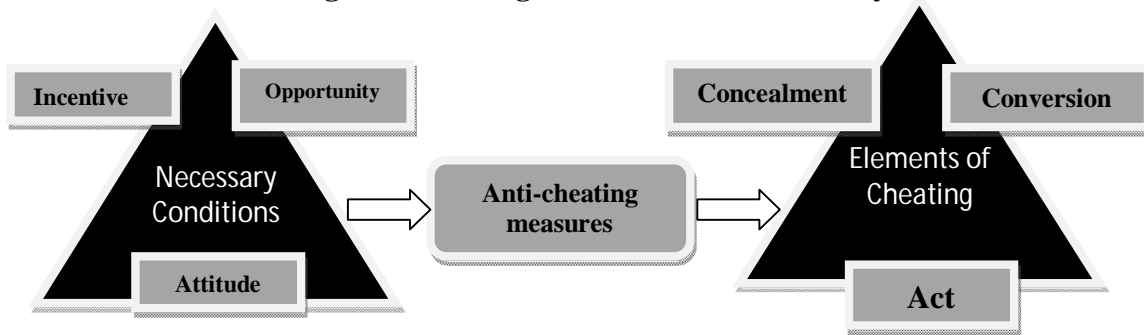 Incentive
Opportunity
Necessary
Conditions
Attitude
Anti-cheating
measures
Concealment
Conversion
Elements of
Cheating
Act